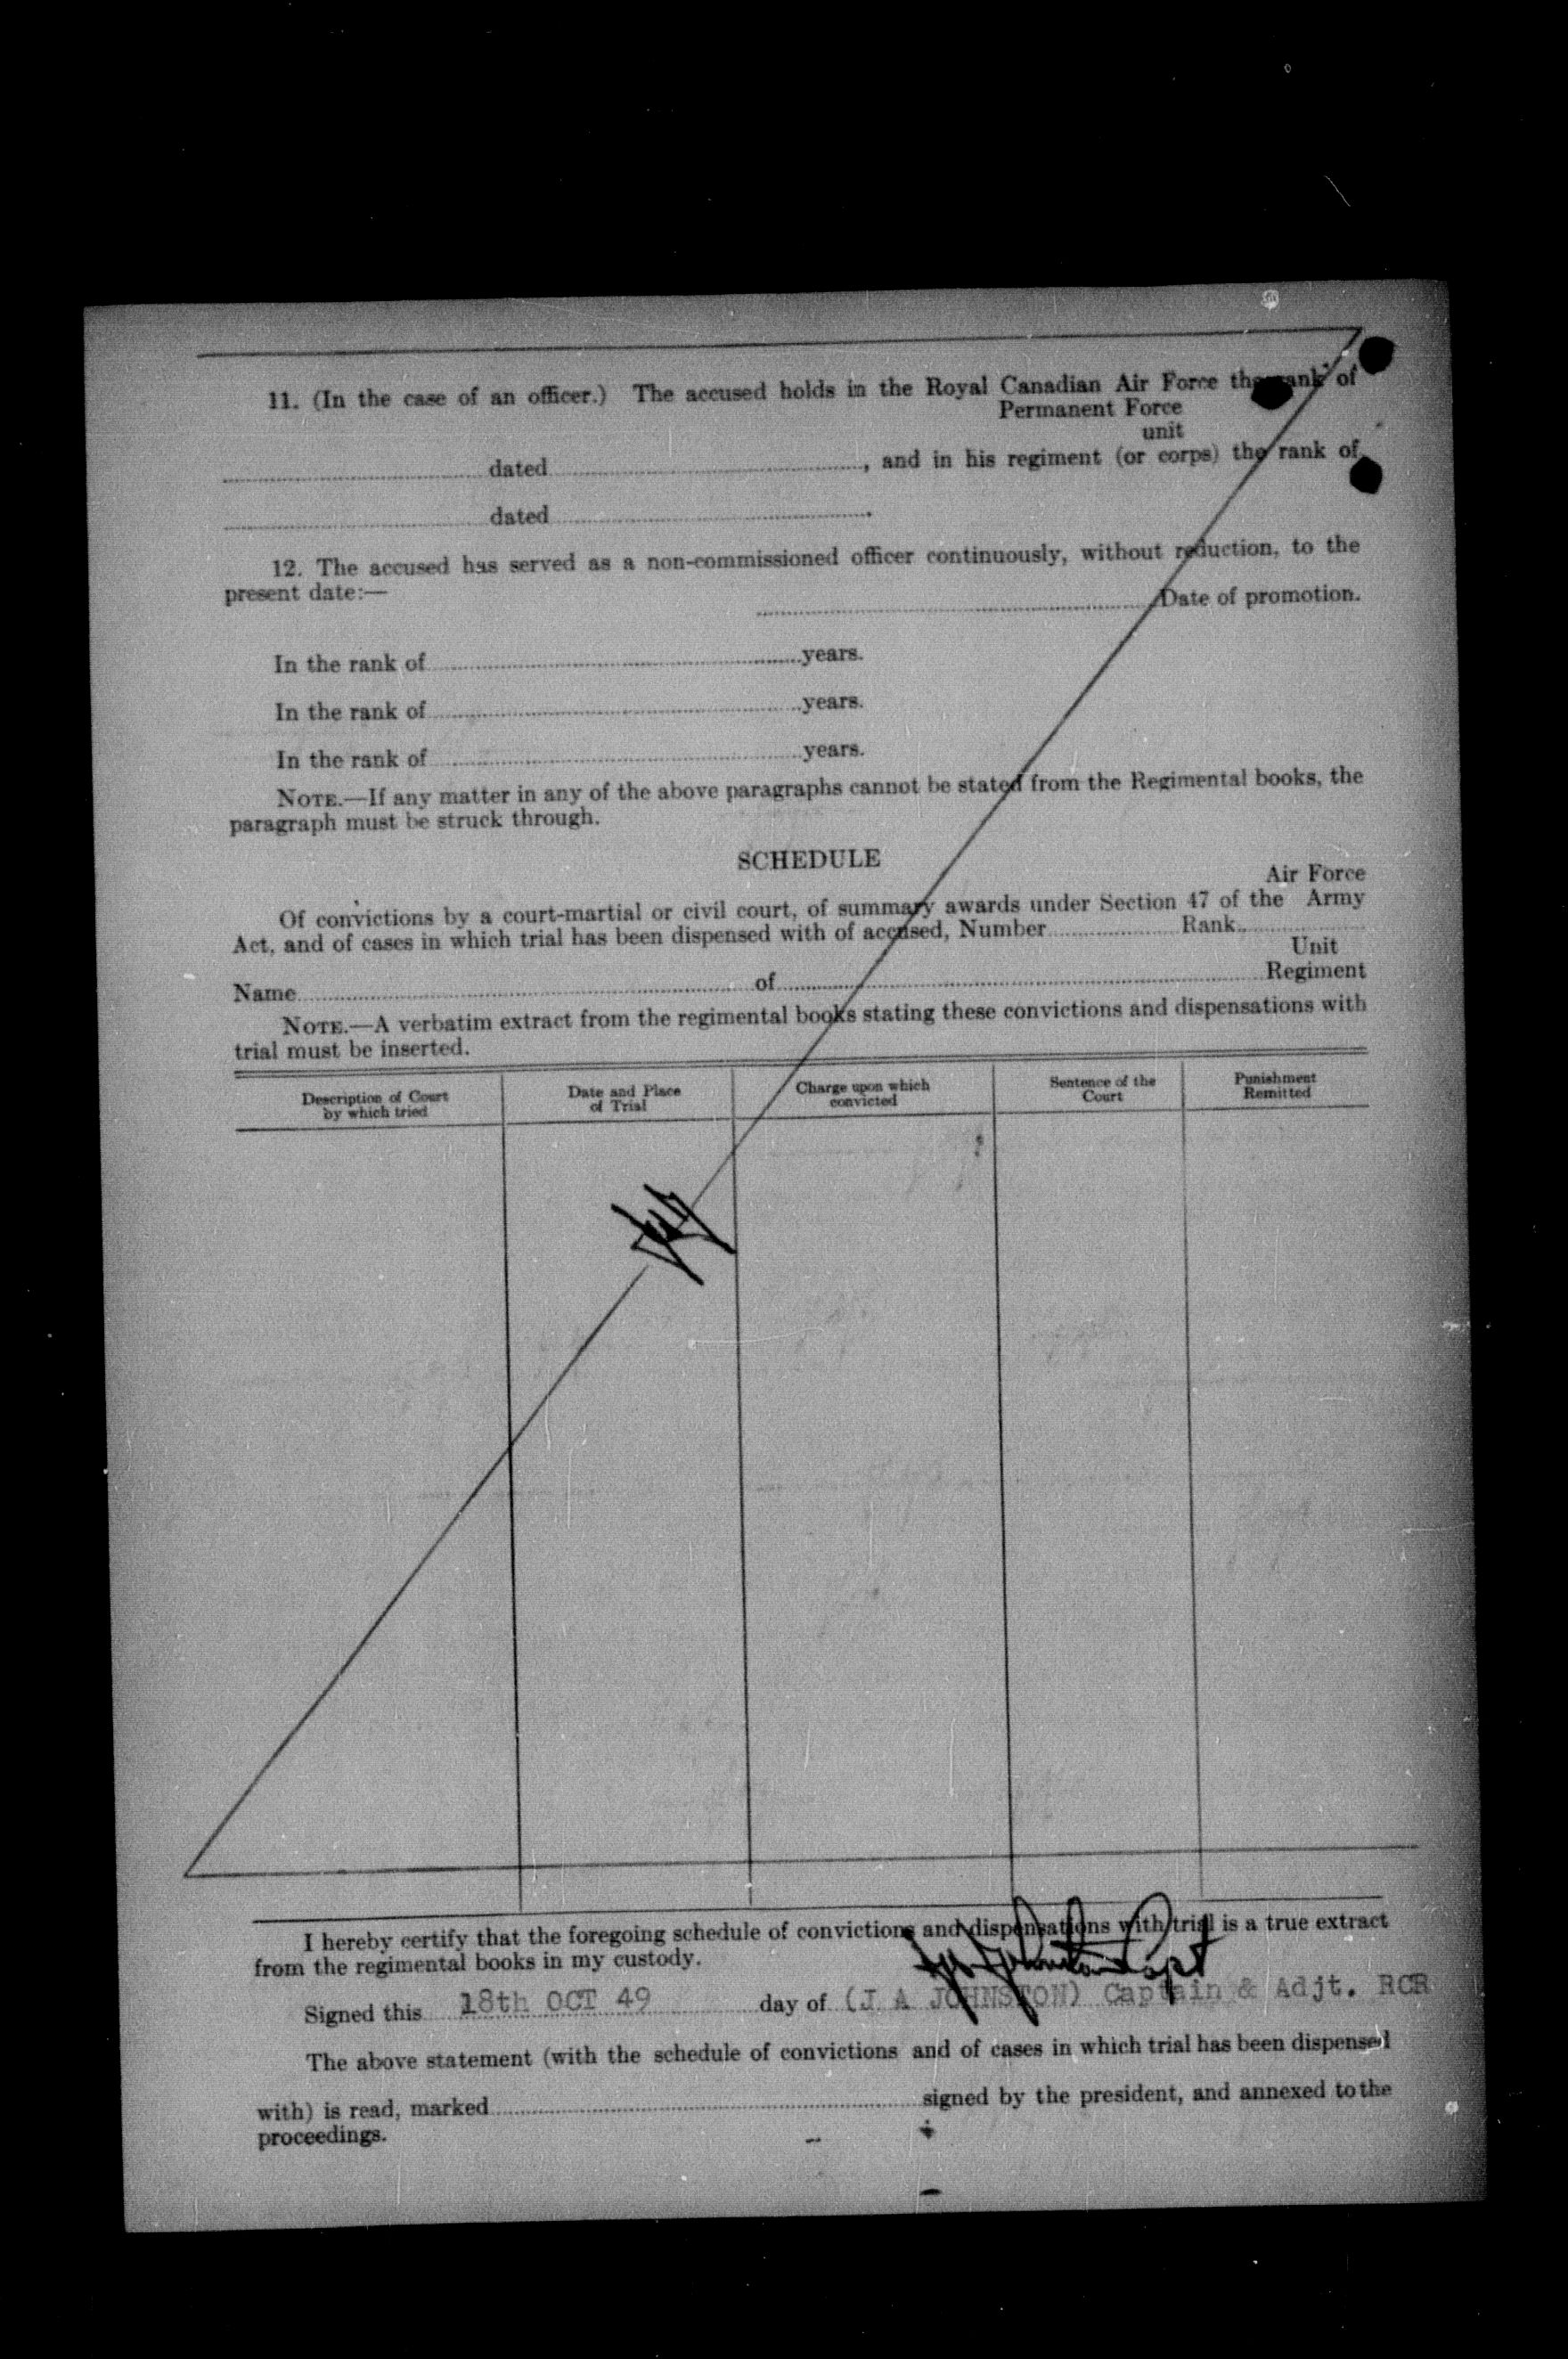 11. (In the case of an officer.) The accused holds in the Royal Canadian Air Force the rank of
Permanent Force
unit
dated , and in his regiment (or corps) the rank of
dated .
12. The accused has served as a non-commissioned officer continuously, without reduction, to the
present date:—
Date of promotion.
In the rank of years.
In the rank of years.
In the rank of years.
NOTE.—If any matter in any of the above paragraphs cannot be stated from the Regimental books, the
paragraph must be struck through.
SCHEDULE
Air Force
Of convictions by a court-martial or civil court, of summary awards under Section 47 of the Army
Act, and of cases in which trial has been dispensed with of accused, Number Rank
Unit
Name of Regiment
NOTE.—A verbatim extract from the regimental books stating these convictions and dispensations with
trial must be inserted.
Description of Court
by which tried
Date and Place
of Trial
Charge upon which
convicted
Sentence of the
Court
Punishment
Remitted
I hereby certify that the foregoing schedule of convictions and dispensations with trial is a true extract
from the regimental books in my custody.
Johnston Capt
Signed this 18th OCT 49 day of (J A JOHNSTON) Captain & Adjt. RCR
The above statement (with the schedule of convictions and of cases in which trial has been dispensed
with) is read, marked signed by the president, and annexed to the
proceedings.